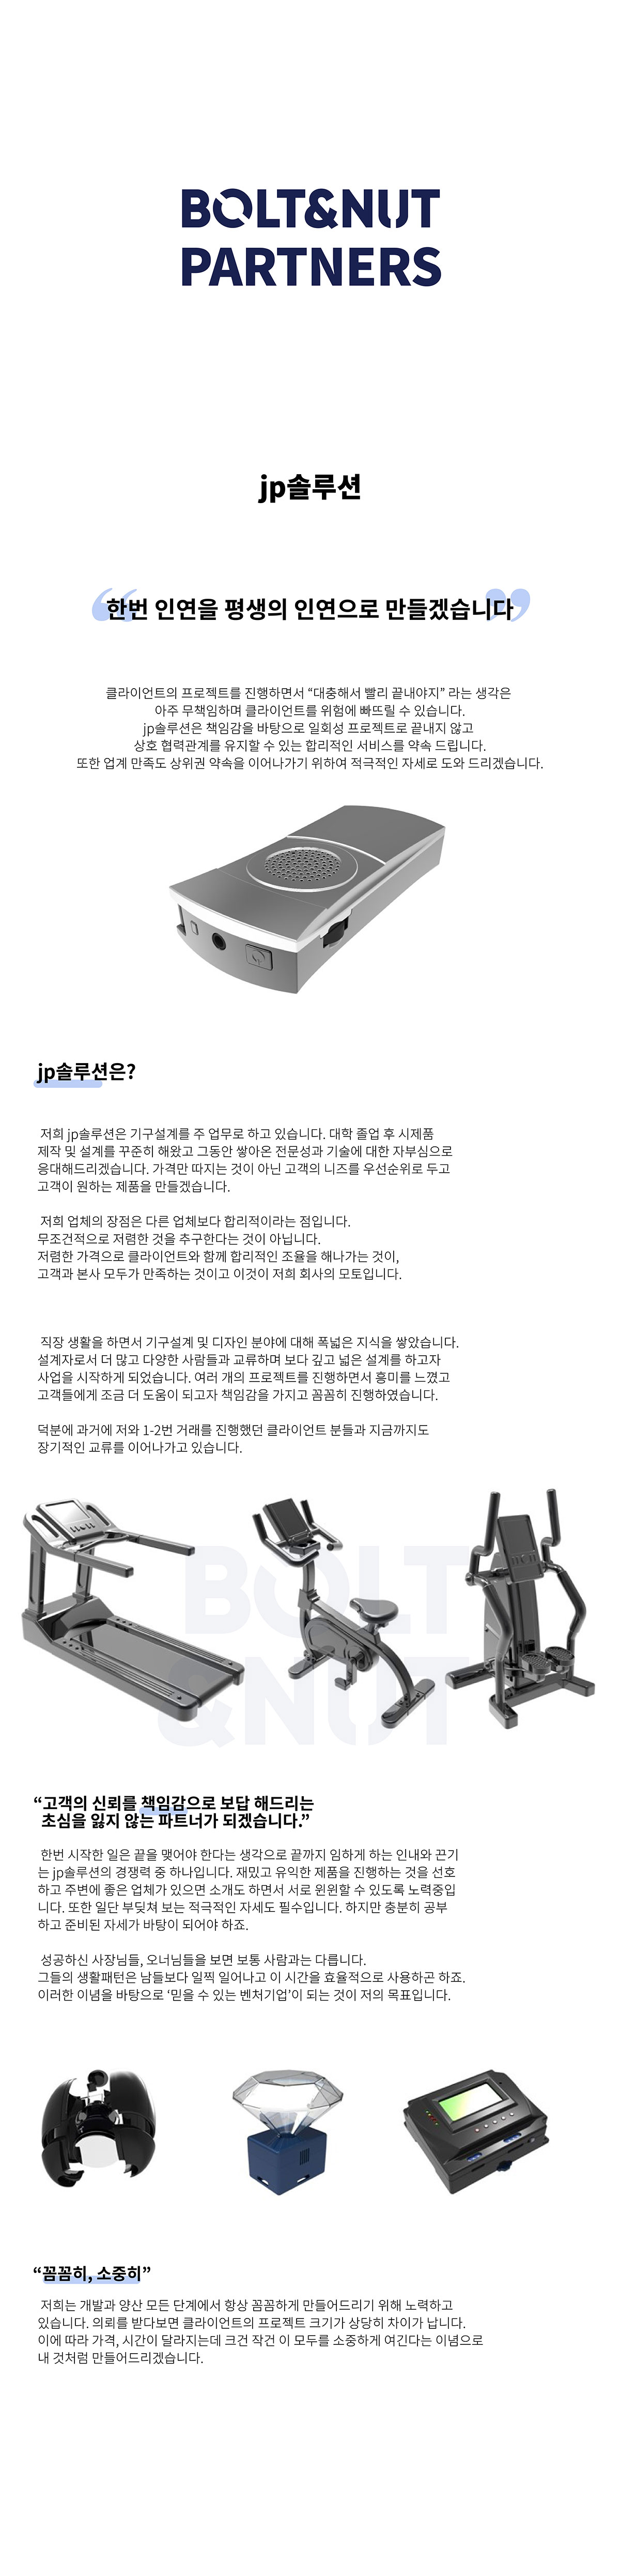 BOLT&NUT
PARTNERS
jp솔루션
“한번 인연을 평생의 인연으로 만들겠습니다”
클라이언트의 프로젝트를 진행하면서 “대충해서 빨리 끝내야지” 라는 생각은
아주 무책임하며 클라이언트를 위험에 빠뜨릴 수 있습니다.
jp솔루션은 책임감을 바탕으로 일회성 프로젝트로 끝내지 않고
상호 협력관계를 유지할 수 있는 합리적인 서비스를 약속 드립니다.
또한 업계 만족도 상위권 약속을 이어나가기 위하여 적극적인 자세로 도와 드리겠습니다.
jp솔루션은?
저희 jp솔루션은 기구설계를 주 업무로 하고 있습니다. 대학 졸업 후 시제품
제작 및 설계를 꾸준히 해왔고 그동안 쌓아온 전문성과 기술에 대한 자부심으로
응대해드리겠습니다. 가격만 따지는 것이 아닌 고객의 니즈를 우선순위로 두고
고객이 원하는 제품을 만들겠습니다.
저희 업체의 장점은 다른 업체보다 합리적이라는 점입니다.
무조건적으로 저렴한 것을 추구한다는 것이 아닙니다.
저렴한 가격으로 클라이언트와 함께 합리적인 조율을 해나가는 것이,
고객과 본사 모두가 만족하는 것이고 이것이 저희 회사의 모토입니다.
직장 생활을 하면서 기구설계 및 디자인 분야에 대해 폭넓은 지식을 쌓았습니다.
설계자로서 더 많고 다양한 사람들과 교류하며 보다 깊고 넓은 설계를 하고자
사업을 시작하게 되었습니다. 여러 개의 프로젝트를 진행하면서 흥미를 느꼈고
고객들에게 조금 더 도움이 되고자 책임감을 가지고 꼼꼼히 진행하였습니다.
덕분에 과거에 저와 1-2번 거래를 진행했던 클라이언트 분들과 지금까지도
장기적인 교류를 이어나가고 있습니다.
BOLT
&NUT
“고객의 신뢰를 책임감으로 보답 해드리는
초심을 잃지 않는 파트너가 되겠습니다.”
한번 시작한 일은 끝을 맺어야 한다는 생각으로 끝까지 임하게 하는 인내와 끈기
는 jp솔루션의 경쟁력 중 하나입니다. 재밌고 유익한 제품을 진행하는 것을 선호
하고 주변에 좋은 업체가 있으면 소개도 하면서 서로 윈윈할 수 있도록 노력중입
니다. 또한 일단 부딪쳐 보는 적극적인 자세도 필수입니다. 하지만 충분히 공부
하고 준비된 자세가 바탕이 되어야 하죠.
성공하신 사장님들, 오너님들을 보면 보통 사람과는 다릅니다.
그들의 생활패턴은 남들보다 일찍 일어나고 이 시간을 효율적으로 사용하곤 하죠.
이러한 이념을 바탕으로 ‘믿을 수 있는 벤처기업’이 되는 것이 저의 목표입니다.
“꼼꼼히, 소중히”
저희는 개발과 양산 모든 단계에서 항상 꼼꼼하게 만들어드리기 위해 노력하고
있습니다. 의뢰를 받다보면 클라이언트의 프로젝트 크기가 상당히 차이가 납니다.
이에 따라 가격, 시간이 달라지는데 크건 작건 이 모두를 소중하게 여긴다는 이념으로
내 것처럼 만들어드리겠습니다.